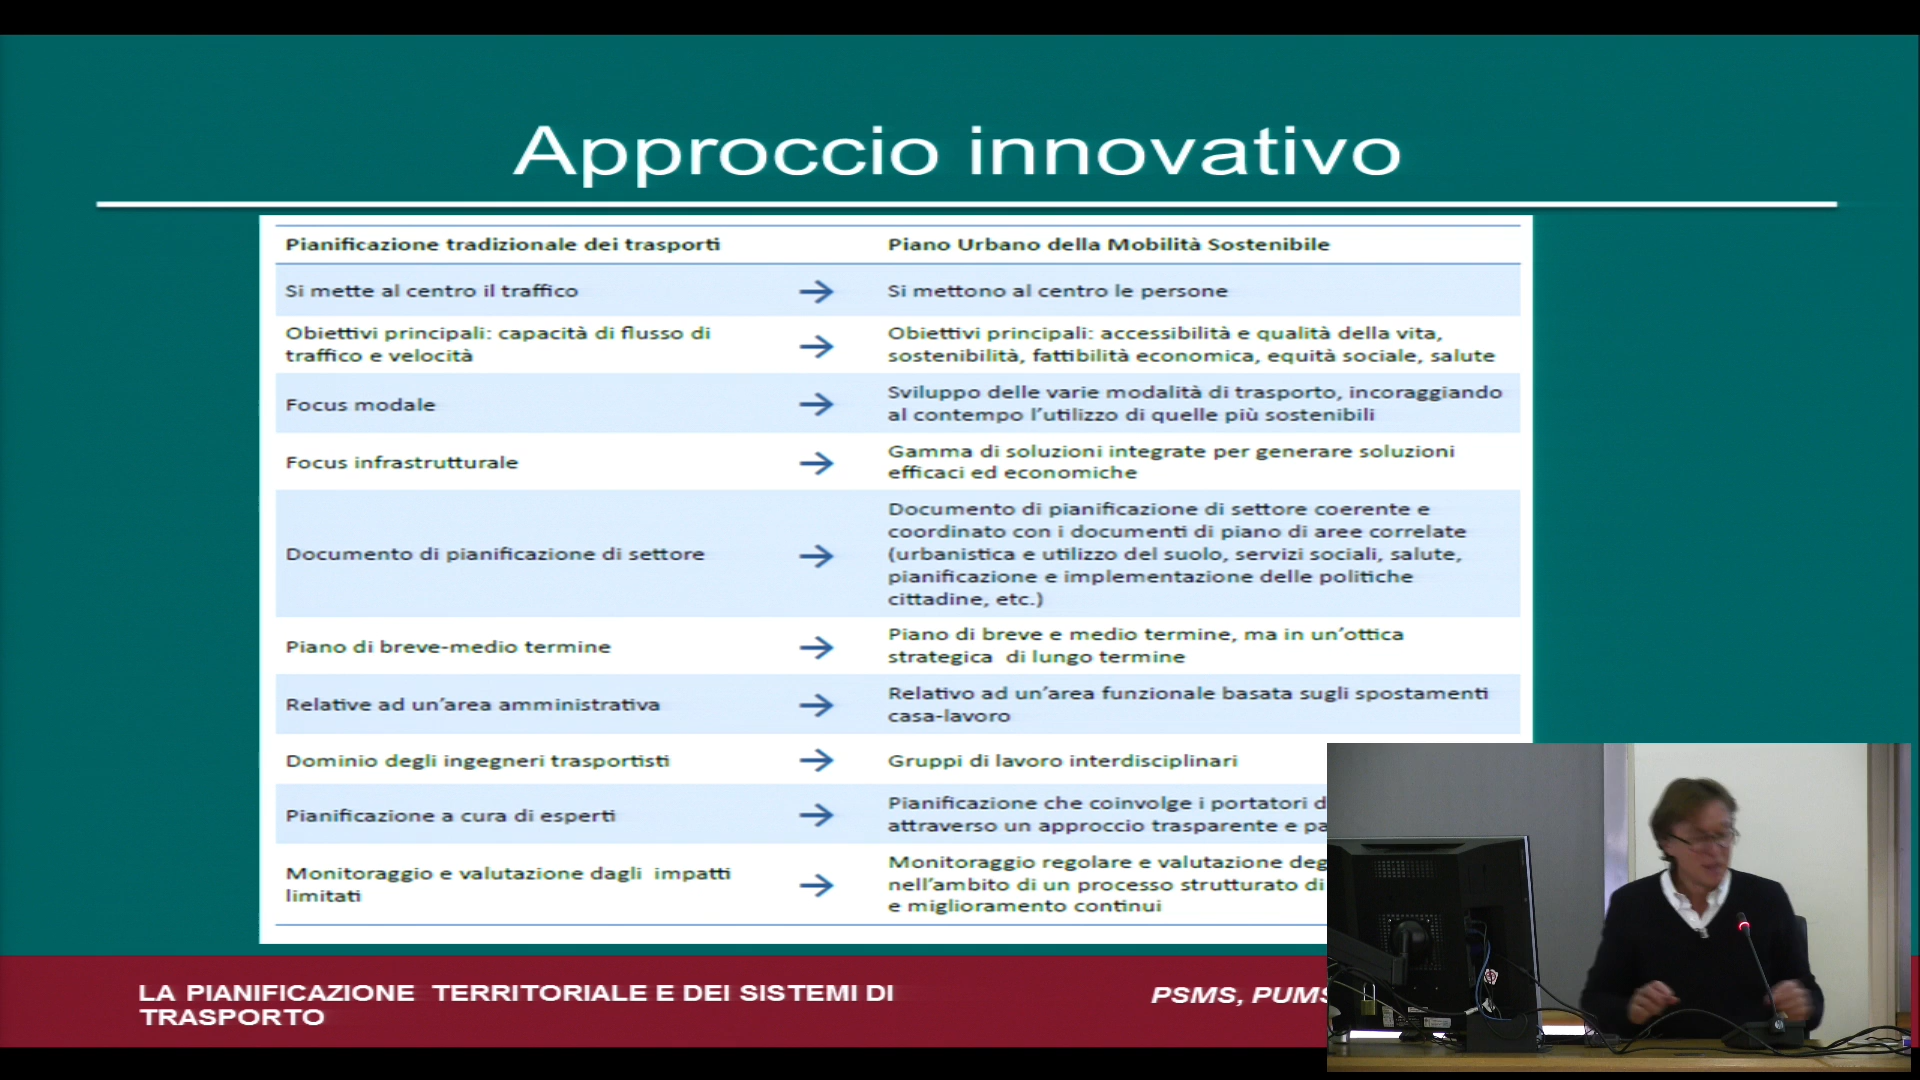 Approccio innovativo
Pianificazione tradizionale dei trasporti
Piano Urbano della Mobilità Sostenibile
Si mette al centro il traffico
Si mettono al centro le persone
Obiettivi principali: capacità di flusso di
traffico e velocità
Obiettivi principali: accessibilità e qualità della vita,
sostenibilità, fattibilità economica, equità sociale, salute
Focus modale
Sviluppo delle varie modalità di trasporto, incoraggiando
al contempo l'utilizzo di quelle più sostenibili
Focus infrastrutturale
Gamma di soluzioni integrate per generare soluzioni
efficaci ed economiche
Documento di pianificazione di settore
Documento di pianificazione di settore coerente e
coordinato con i documenti di piano di aree correlate
(urbanistica e utilizzo del suolo, servizi sociali, salute,
pianificazione e implementazione delle politiche
cittadine, etc.)
Piano di breve-medio termine
Piano di breve e medio termine, ma in un'ottica
strategica di lungo termine
Relative ad un'area amministrativa
Relativo ad un'area funzionale basata sugli spostamenti
casa-lavoro
Dominio degli ingegneri trasportisti
Gruppi di lavoro interdisciplinari
Pianificazione a cura di esperti
Pianificazione che coinvolge i portatori
attraverso un approccio trasparente e
Monitoraggio e valutazione dagli impatti
limitati
Monitoraggio regolare e valutazione
nell'ambito di un processo strutturato di
e miglioramento continui
LA PIANIFICAZIONE TERRITORIALE E DEI SISTEMI DI
TRASPORTO
PSMS, PUMS